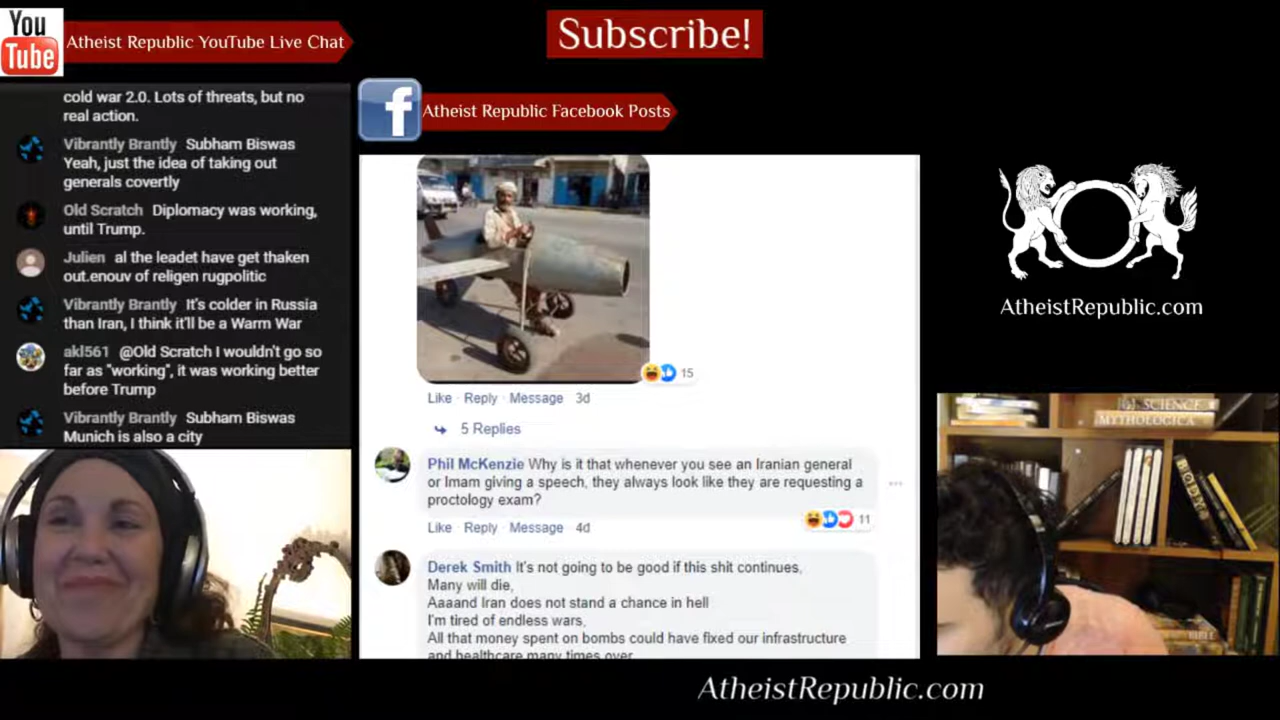 You
Tube
Atheist Republic YouTube Live Chat
Subscribe!
cold war 2.0. Lots of threats, but no
real action.
Vibrantly Brantly Subham Biswas
Yeah, just the idea of taking out
generals covertly
Old Scratch Diplomacy was working,
until Trump.
Julien al the leadet have get thaken
out.enouv of religen rugpolitic
Vibrantly Brantly It's colder in Russia
than Iran, I think it'll be a Warm War
akl561 @Old Scratch I wouldn't go so
far as "working", it was working better
before Trump
Vibrantly Brantly Subham Biswas
Munich is also a city
f
Atheist Republic Facebook Posts
15
Like · Reply · Message 3d
5 Replies
Phil McKenzie Why is it that whenever you see an Iranian general
or Imam giving a speech, they always look like they are requesting a
proctology exam?
11
Like · Reply · Message 4d
Derek Smith It's not going to be good if this shit continues,
Many will die,
Aaaand Iran does not stand a chance in hell
I'm tired of endless wars,
All that money spent on bombs could have fixed our infrastructure
and healthcare many times over
AtheistRepublic.com
SCIENCE
MYTHOLOGICA
BODY
BIBLE
AtheistRepublic.com